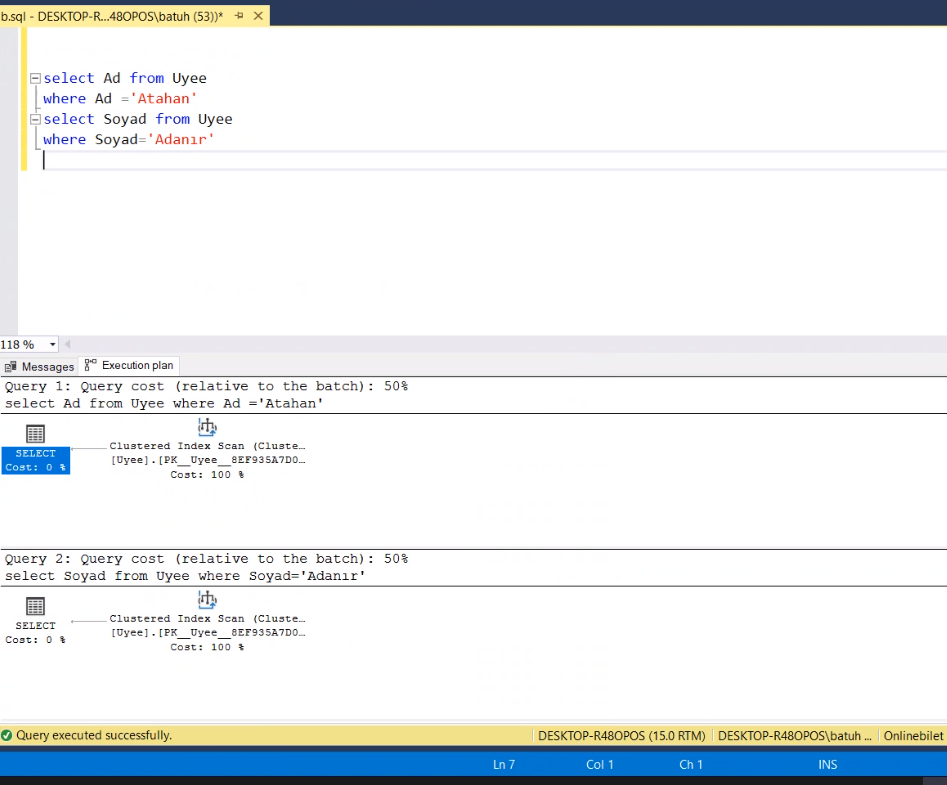 b.sql - DESKTOP-R...48OPOS\batuh (53))*
select Ad from Uyee
where Ad ='Atahan'
select Soyad from Uyee
where Soyad='Adanır'
118 %
Messages Execution plan
Query 1: Query cost (relative to the batch): 50%
select Ad from Uyee where Ad ='Atahan'
SELECT
Cost: 0 %
Clustered Index Scan (Cluste…
[Uyee].[PK__Uyee__8EF935A7D0…
Cost: 100 %
Query 2: Query cost (relative to the batch): 50%
select Soyad from Uyee where Soyad='Adanır'
SELECT
Cost: 0 %
Clustered Index Scan (Cluste…
[Uyee].[PK__Uyee__8EF935A7D0…
Cost: 100 %
Query executed successfully. DESKTOP-R48OPOS (15.0 RTM) DESKTOP-R48OPOS\batuh ... Onlinebilet
Ln 7 Col 1 Ch 1 INS